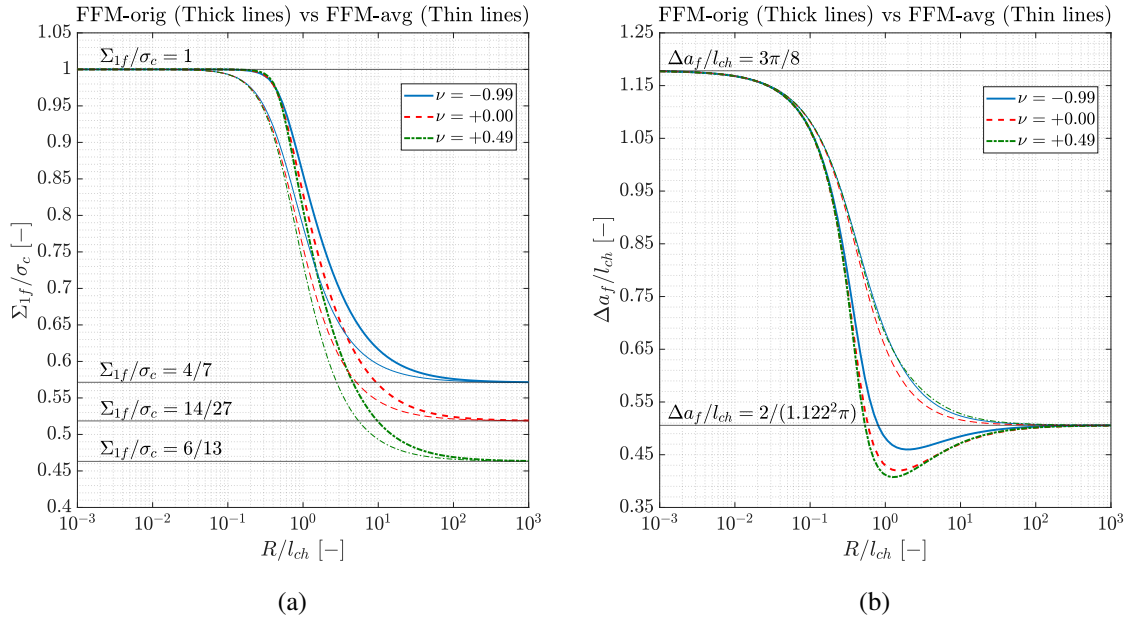 FFM-orig (Thick lines) vs FFM-avg (Thin lines)
1.05
1
0.95
0.9
0.85
0.8
0.75
0.7
0.65
0.6
0.55
0.5
0.45
0.4
Σ₁f/σc [−]
Σ₁f/σc = 1
ν = −0.99
ν = +0.00
ν = +0.49
Σ₁f/σc = 4/7
Σ₁f/σc = 14/27
Σ₁f/σc = 6/13
10⁻³ 10⁻² 10⁻¹ 10⁰ 10¹ 10² 10³
R/lch [−]
(a)
FFM-orig (Thick lines) vs FFM-avg (Thin lines)
1.25
1.15
1.05
0.95
0.85
0.75
0.65
0.55
0.45
0.35
Δaf/lch [−]
Δaf/lch = 3π/8
ν = −0.99
ν = +0.00
ν = +0.49
Δaf/lch = 2/(1.122²π)
10⁻³ 10⁻² 10⁻¹ 10⁰ 10¹ 10² 10³
R/lch [−]
(b)